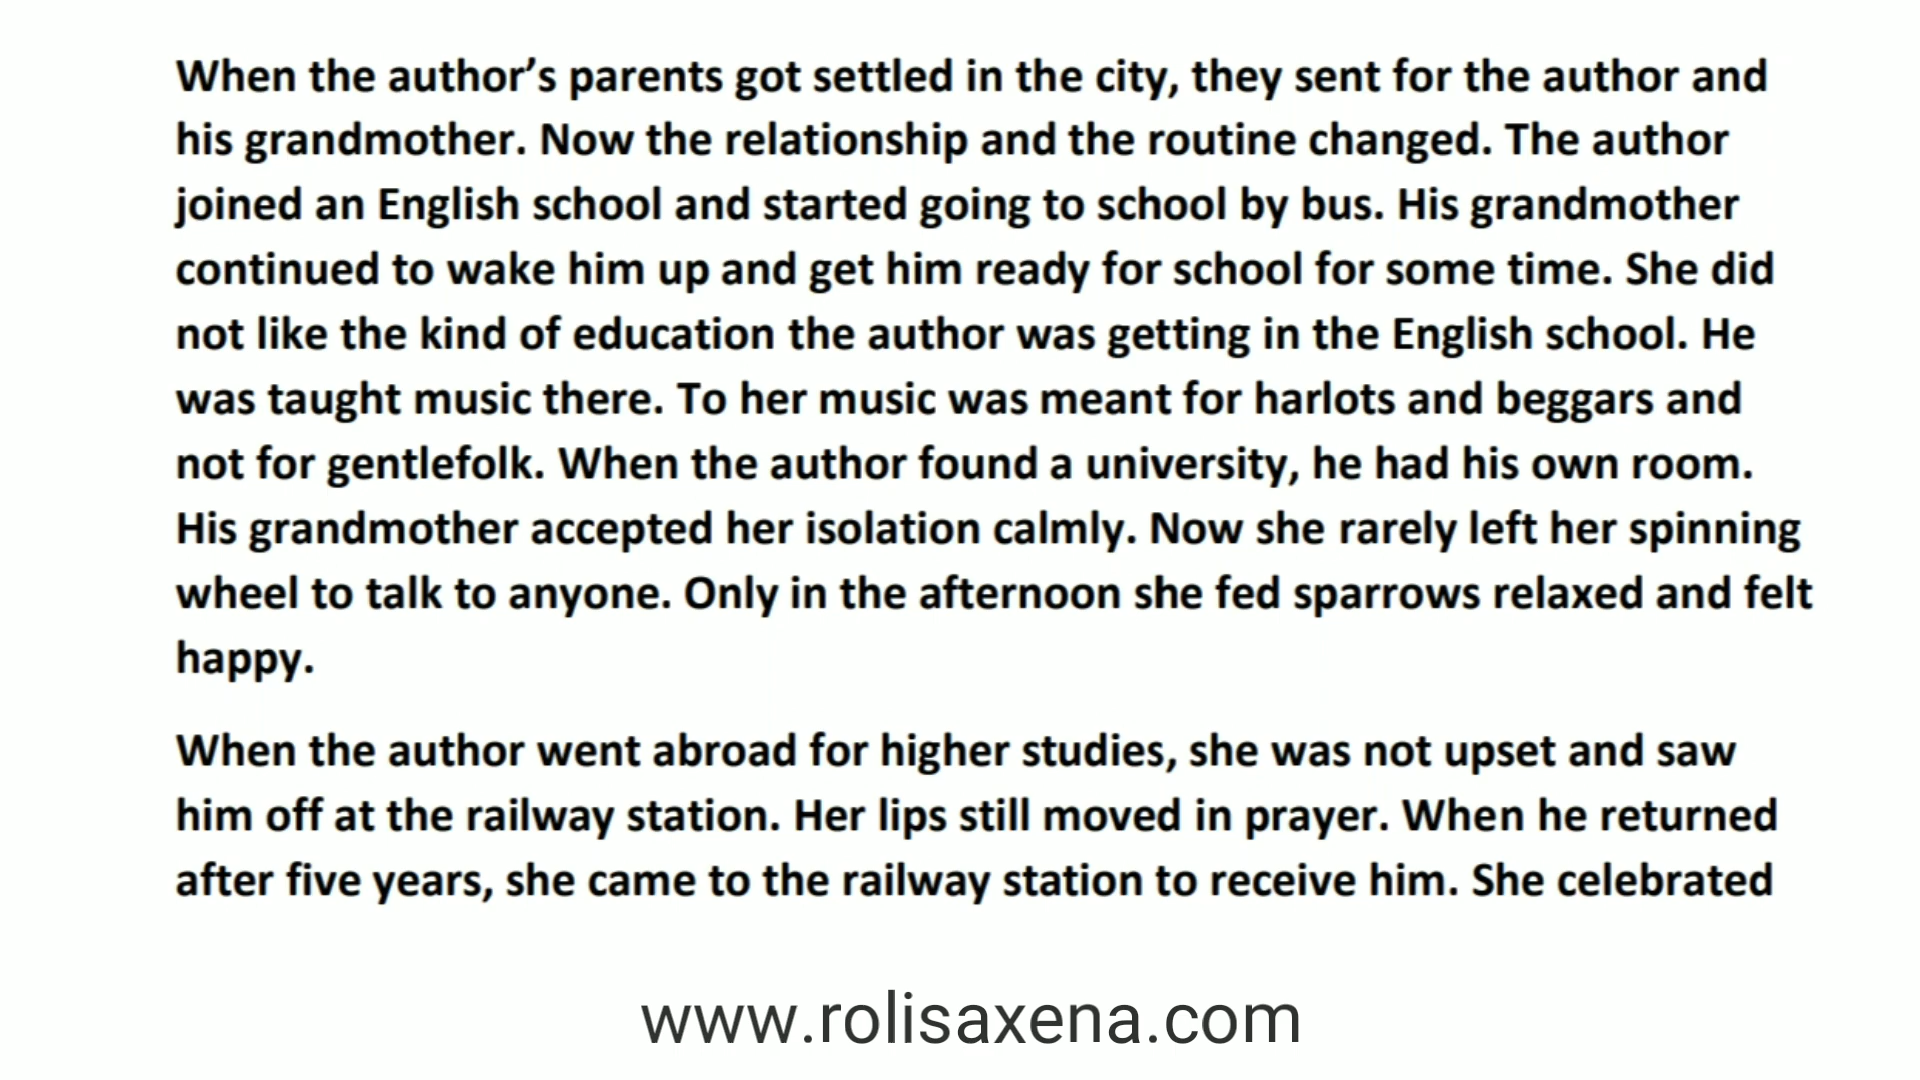 When the author’s parents got settled in the city, they sent for the author and
his grandmother. Now the relationship and the routine changed. The author
joined an English school and started going to school by bus. His grandmother
continued to wake him up and get him ready for school for some time. She did
not like the kind of education the author was getting in the English school. He
was taught music there. To her music was meant for harlots and beggars and
not for gentlefolk. When the author found a university, he had his own room.
His grandmother accepted her isolation calmly. Now she rarely left her spinning
wheel to talk to anyone. Only in the afternoon she fed sparrows relaxed and felt
happy.
When the author went abroad for higher studies, she was not upset and saw
him off at the railway station. Her lips still moved in prayer. When he returned
after five years, she came to the railway station to receive him. She celebrated
www.rolisaxena.com